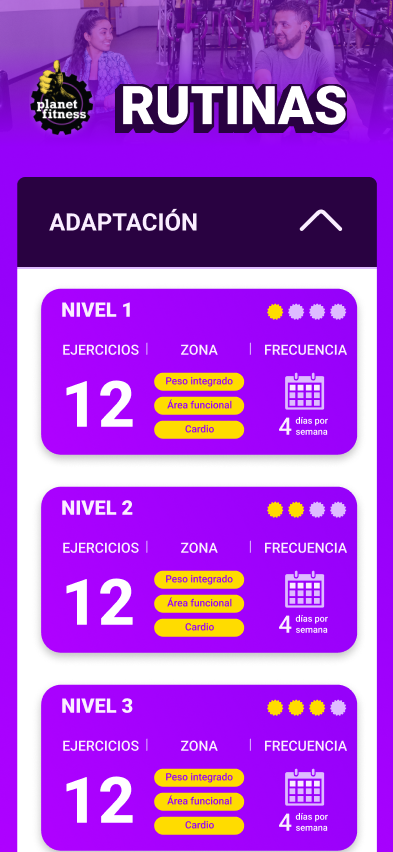 planet
fitness
RUTINAS
ADAPTACIÓN
NIVEL 1
EJERCICIOS | ZONA | FRECUENCIA
12
Peso integrado
Área funcional
Cardio
4 días por
semana
NIVEL 2
EJERCICIOS | ZONA | FRECUENCIA
12
Peso integrado
Área funcional
Cardio
4 días por
semana
NIVEL 3
EJERCICIOS | ZONA | FRECUENCIA
12
Peso integrado
Área funcional
Cardio
4 días por
semana